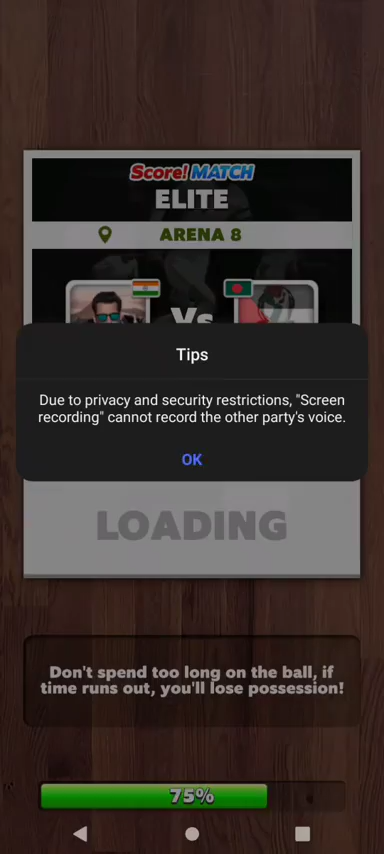 Score! MATCH
ELITE
ARENA 8
Vs
Tips
Due to privacy and security restrictions, "Screen
recording" cannot record the other party's voice.
OK
LOADING
Don't spend too long on the ball, if
time runs out, you'll lose possession!
75%